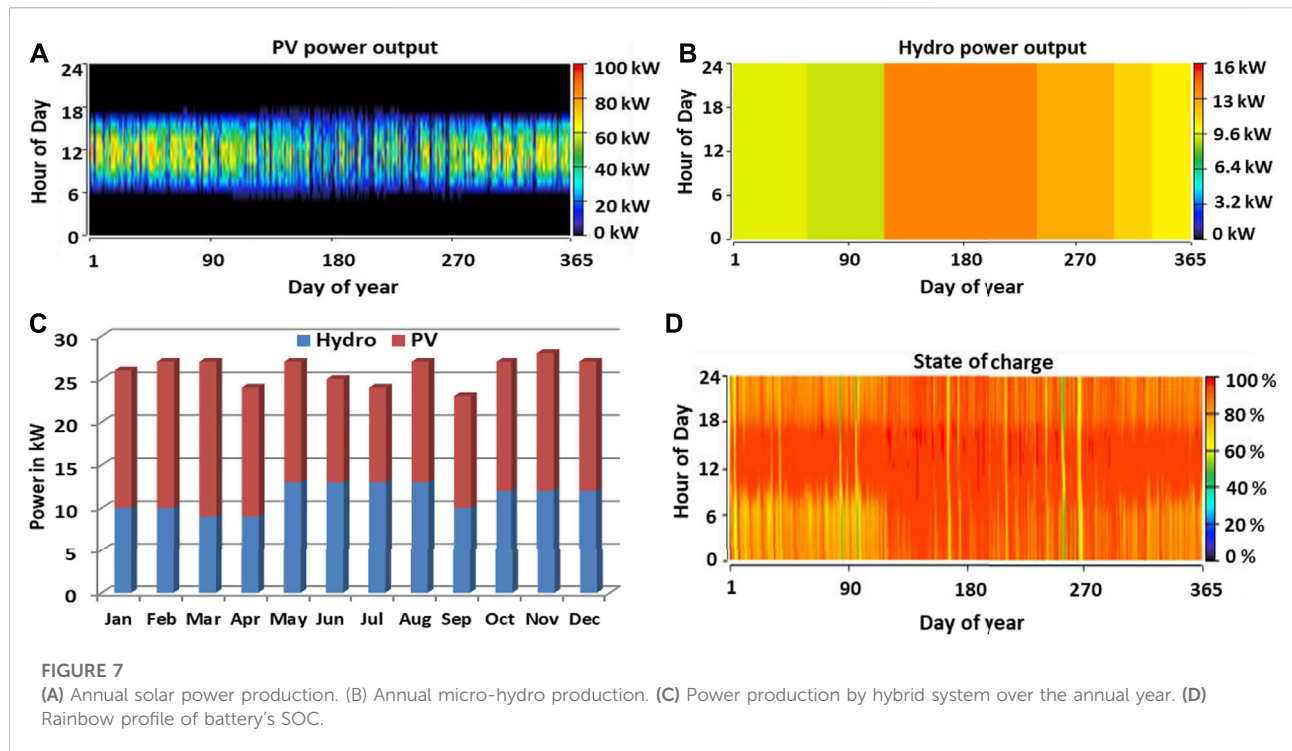 A
PV power output
24
18
12
6
0
Hour of Day
1 90 180 270 365
Day of year
100 kW
80 kW
60 kW
40 kW
20 kW
0 kW
B
Hydro power output
24
18
12
6
0
Hour of Day
1 90 180 270 365
Day of year
16 kW
13 kW
9.6 kW
6.4 kW
3.2 kW
0 kW
C
Hydro PV
30
25
20
15
10
5
0
Power in kW
Jan Feb Mar Apr May Jun Jul Aug Sep Oct Nov Dec
D
State of charge
24
18
12
6
0
Hour of Day
1 90 180 270 365
Day of year
100 %
80 %
60 %
40 %
20 %
0 %
FIGURE 7
(A) Annual solar power production. (B) Annual micro-hydro production. (C) Power production by hybrid system over the annual year. (D)
Rainbow profile of battery's SOC.